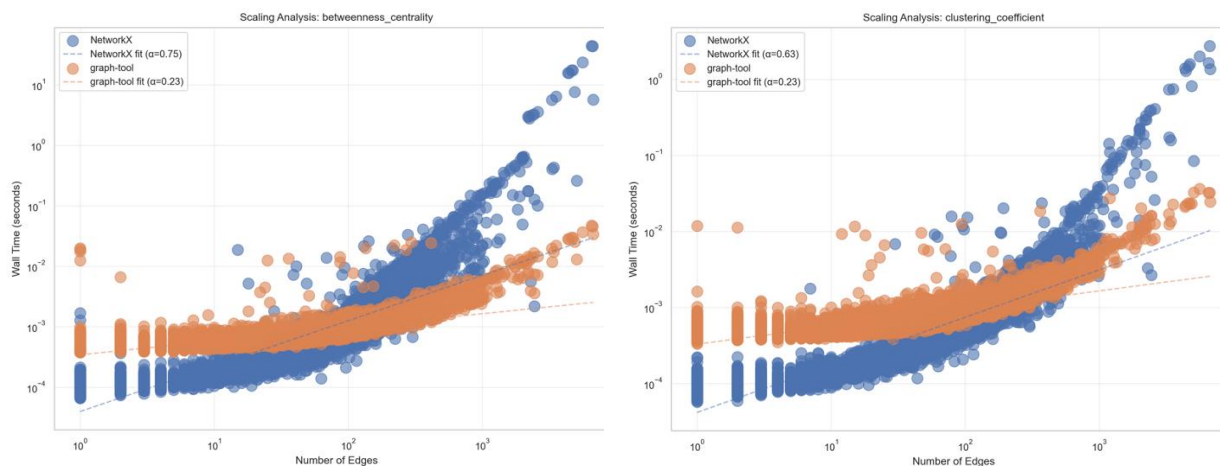 Scaling Analysis: betweenness_centrality
NetworkX
NetworkX fit (α=0.75)
graph-tool
graph-tool fit (α=0.23)
10¹
10⁰
10⁻¹
10⁻²
10⁻³
10⁻⁴
Wall Time (seconds)
10⁰
10¹
10²
10³
Number of Edges
Scaling Analysis: clustering_coefficient
NetworkX
NetworkX fit (α=0.63)
graph-tool
graph-tool fit (α=0.23)
10⁰
10⁻¹
10⁻²
10⁻³
10⁻⁴
Wall Time (seconds)
10⁰
10¹
10²
10³
Number of Edges